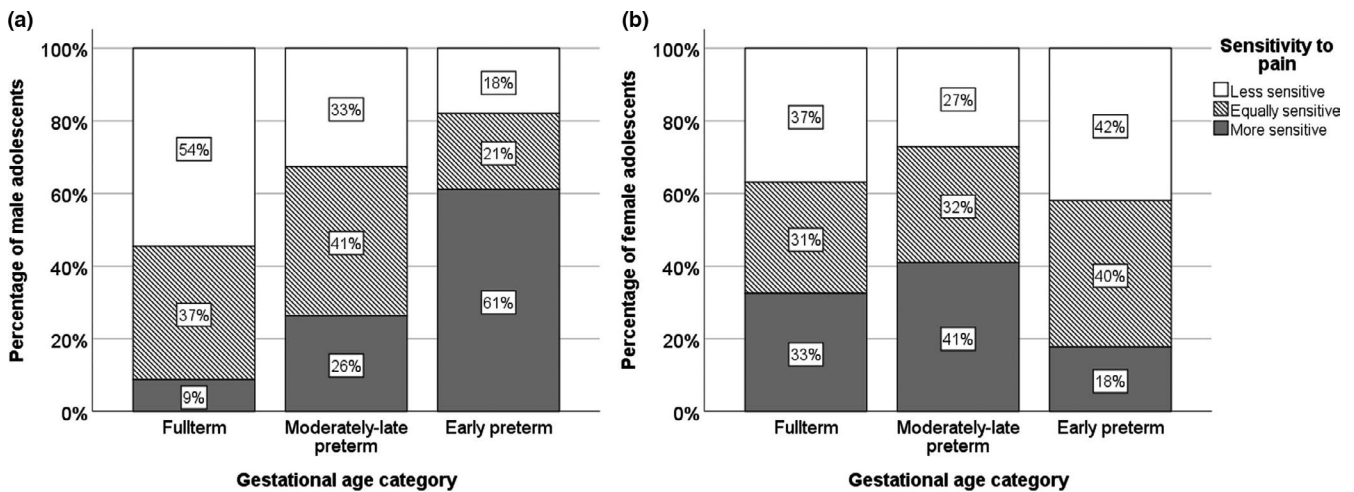 (a)
Percentage of male adolescents
100%
80%
60%
40%
20%
0%
54%
37%
9%
33%
41%
26%
18%
21%
61%
Fullterm
Moderately-late
preterm
Early preterm
Gestational age category
(b)
Percentage of female adolescents
100%
80%
60%
40%
20%
0%
37%
31%
33%
27%
32%
41%
42%
40%
18%
Fullterm
Moderately-late
preterm
Early preterm
Gestational age category
Sensitivity to
pain
Less sensitive
Equally sensitive
More sensitive